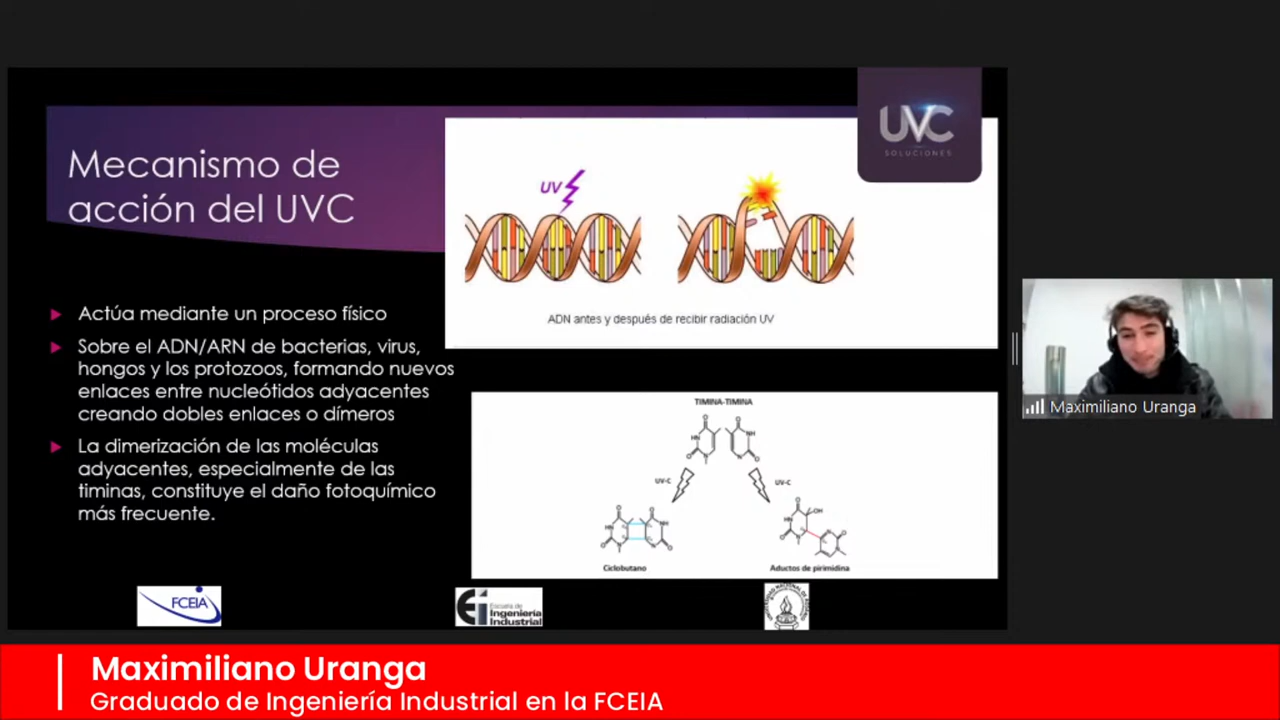 Mecanismo de
acción del UVC
UVC
SOLUCIONES
UV
ADN antes y después de recibir radiación UV
Actúa mediante un proceso físico
Sobre el ADN/ARN de bacterias, virus,
hongos y los protozoos, formando nuevos
enlaces entre nucleótidos adyacentes
creando dobles enlaces o dímeros
La dimerización de las moléculas
adyacentes, especialmente de las
timinas, constituye el daño fotoquímico
más frecuente.
TIMINA-TIMINA
UV-C
UV-C
OH
Ciclobutano
Aductos de pirimidina
FCEIA
Ei
Escuela de
Ingeniería
Industrial
Maximiliano Uranga
Maximiliano Uranga
Graduado de Ingeniería Industrial en la FCEIA